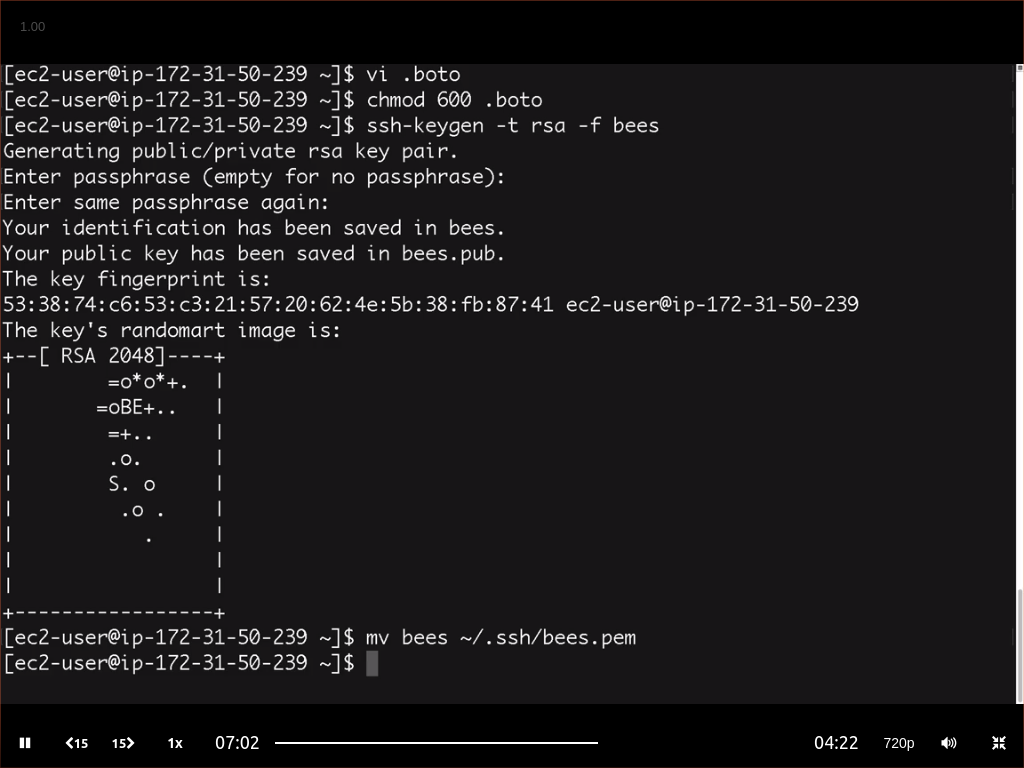 1.00
[ec2-user@ip-172-31-50-239 ~]$ vi .boto
[ec2-user@ip-172-31-50-239 ~]$ chmod 600 .boto
[ec2-user@ip-172-31-50-239 ~]$ ssh-keygen -t rsa -f bees
Generating public/private rsa key pair.
Enter passphrase (empty for no passphrase):
Enter same passphrase again:
Your identification has been saved in bees.
Your public key has been saved in bees.pub.
The key fingerprint is:
53:38:74:c6:53:c3:21:57:20:62:4e:5b:38:fb:87:41 ec2-user@ip-172-31-50-239
The key's randomart image is:
+--[ RSA 2048]----+
|        =o*o*+.  |
|       =oBE+..   |
|        =+..     |
|        .o.      |
|        S. o     |
|         .o .    |
|           .     |
|                 |
|                 |
+-----------------+
[ec2-user@ip-172-31-50-239 ~]$ mv bees ~/.ssh/bees.pem
[ec2-user@ip-172-31-50-239 ~]$
15 15 1x 07:02 04:22 720p